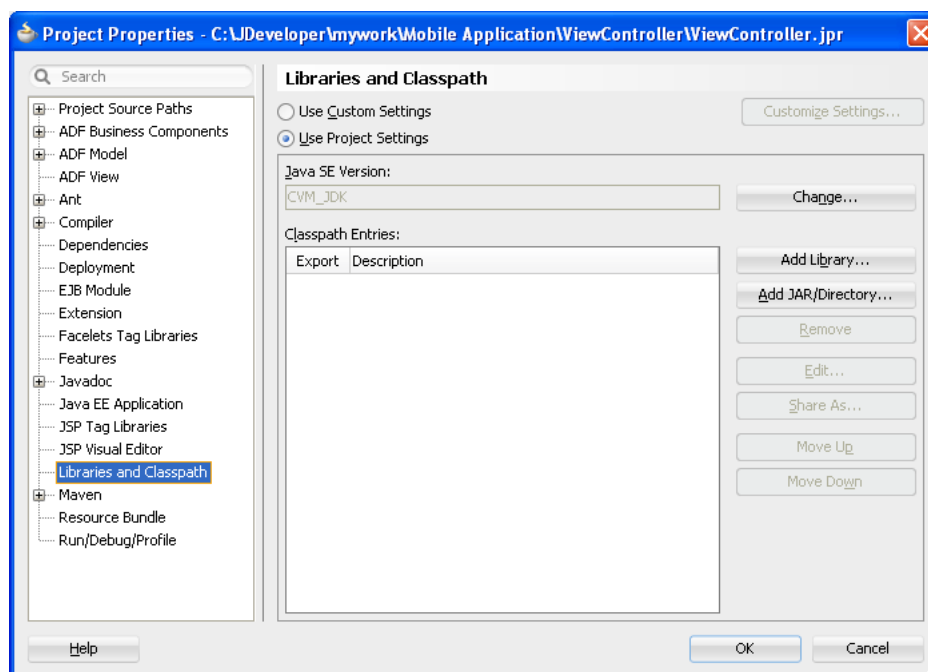 Project Properties - C:\JDeveloper\mywork\Mobile Application\ViewController\ViewController.jpr
Search
Project Source Paths
ADF Business Components
ADF Model
ADF View
Ant
Compiler
Dependencies
Deployment
EJB Module
Extension
Facelets Tag Libraries
Features
Javadoc
Java EE Application
JSP Tag Libraries
JSP Visual Editor
Libraries and Classpath
Maven
Resource Bundle
Run/Debug/Profile
Libraries and Classpath
Use Custom Settings
Customize Settings...
Use Project Settings
Java SE Version:
CVM_JDK
Change...
Classpath Entries:
Export Description
Add Library...
Add JAR/Directory...
Remove
Edit...
Share As...
Move Up
Move Down
Help
OK
Cancel